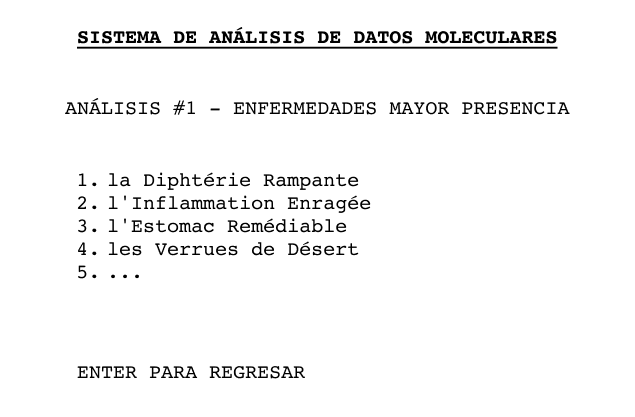 SISTEMA DE ANÁLISIS DE DATOS MOLECULARES
ANÁLISIS #1 - ENFERMEDADES MAYOR PRESENCIA
1. la Diphtérie Rampante
2. l'Inflammation Enragée
3. l'Estomac Remédiable
4. les Verrues de Désert
5. ...
ENTER PARA REGRESAR